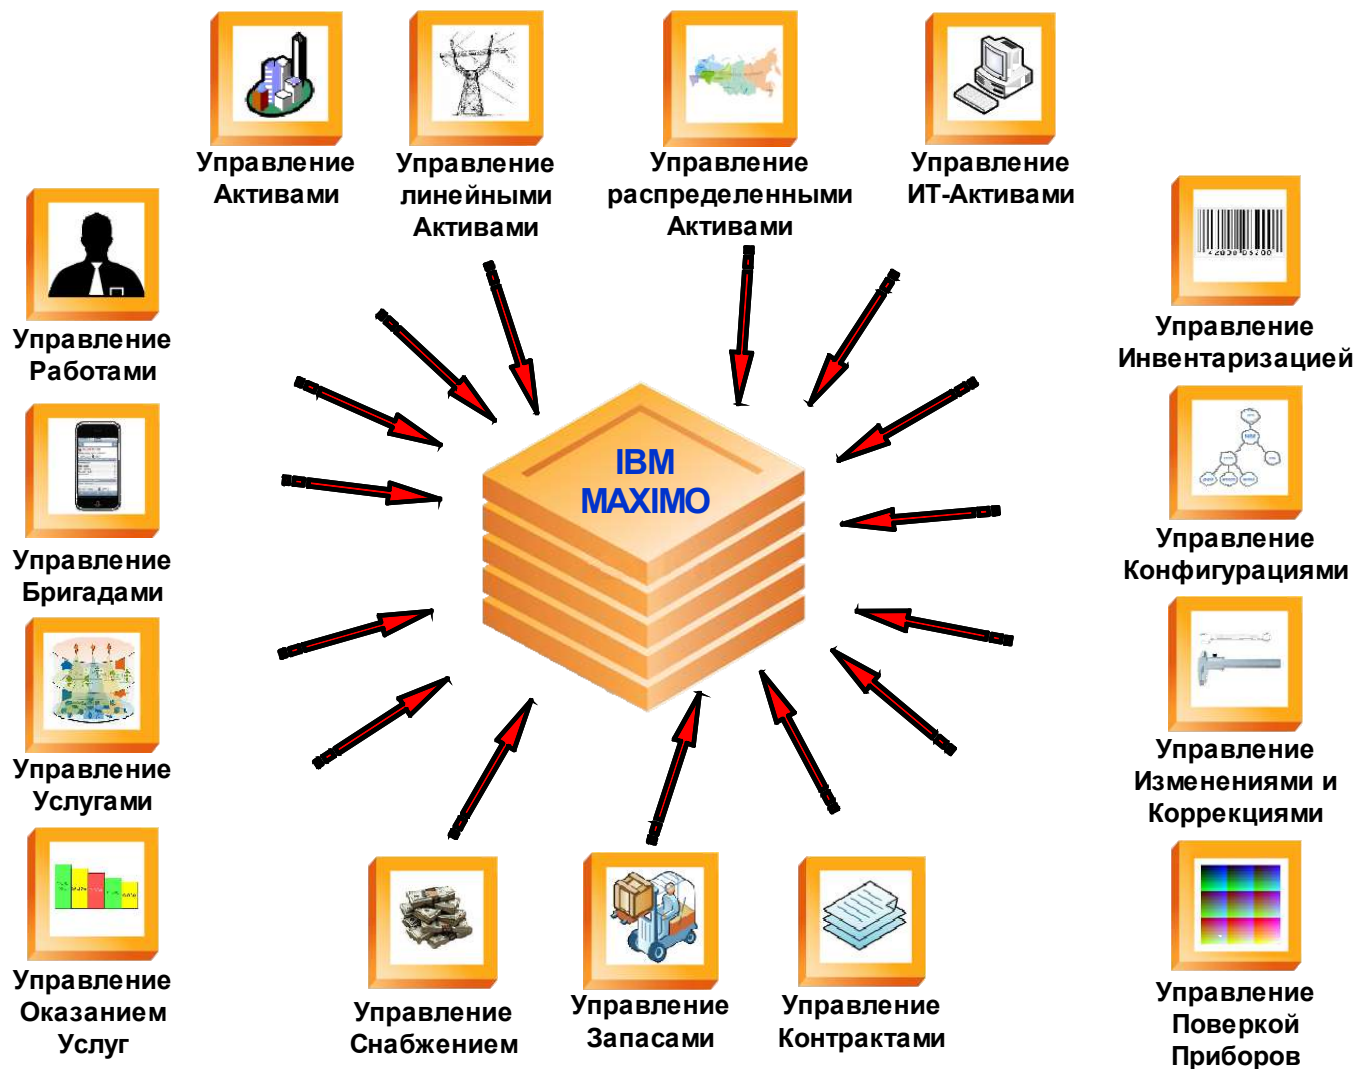 Управление
Активами
Управление
линейными
Активами
Управление
распределенными
Активами
Управление
ИТ-Активами
Управление
Работами
Управление
Инвентаризацией
IBM
MAXIMO
Управление
Бригадами
Управление
Конфигурациями
Управление
Услугами
Управление
Изменениями и
Коррекциями
Управление
Оказанием
Услуг
Управление
Снабжением
Управление
Запасами
Управление
Контрактами
Управление
Поверкой
Приборов